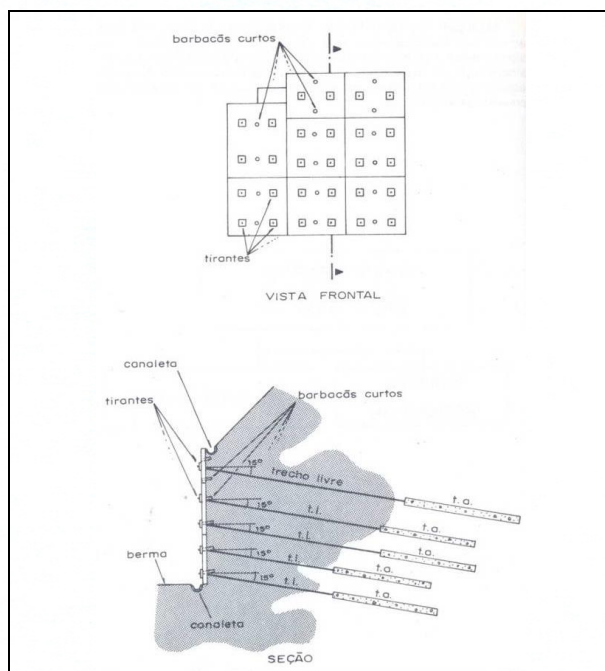 barbacãs curtos
tirantes
VISTA FRONTAL
canaleta
tirantes
barbacãs curtos
15°
trecho livre
t.a.
15°
t.l.
t.a.
15°
t.l.
t.a.
berma
15°
t.l.
t.a.
15°
t.l.
t.a.
canaleta
SEÇÃO